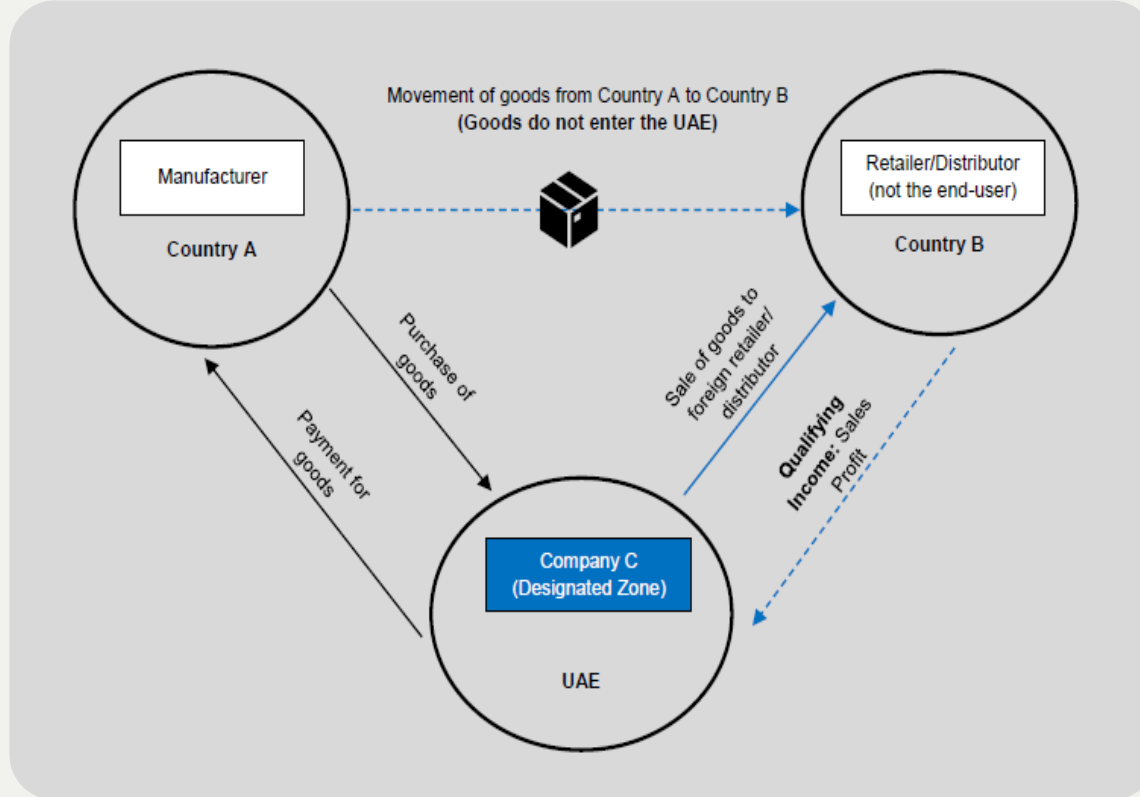 Movement of goods from Country A to Country B
(Goods do not enter the UAE)
Manufacturer
Country A
Retailer/Distributor
(not the end-user)
Country B
Purchase of
goods
Payment for
goods
Sale of goods to
foreign retailer/
distributor
Qualifying
Income: Sales
Profit
Company C
(Designated Zone)
UAE